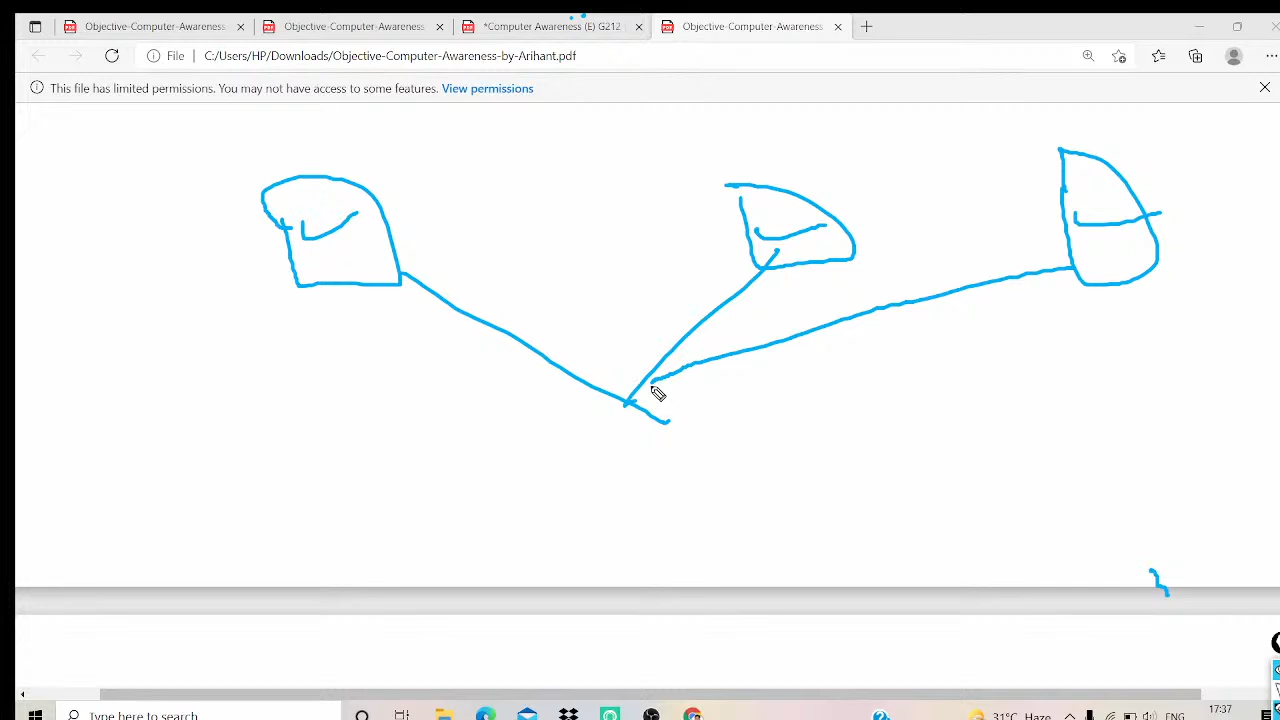 Objective-Computer-Awareness
Objective-Computer-Awareness
*Computer Awareness (E) G212
Objective-Computer-Awareness
File
C:/Users/HP/Downloads/Objective-Computer-Awareness-by-Arihant.pdf
This file has limited permissions. You may not have access to some features. View permissions
Type here to search
31°C Haze
ENG
17:37